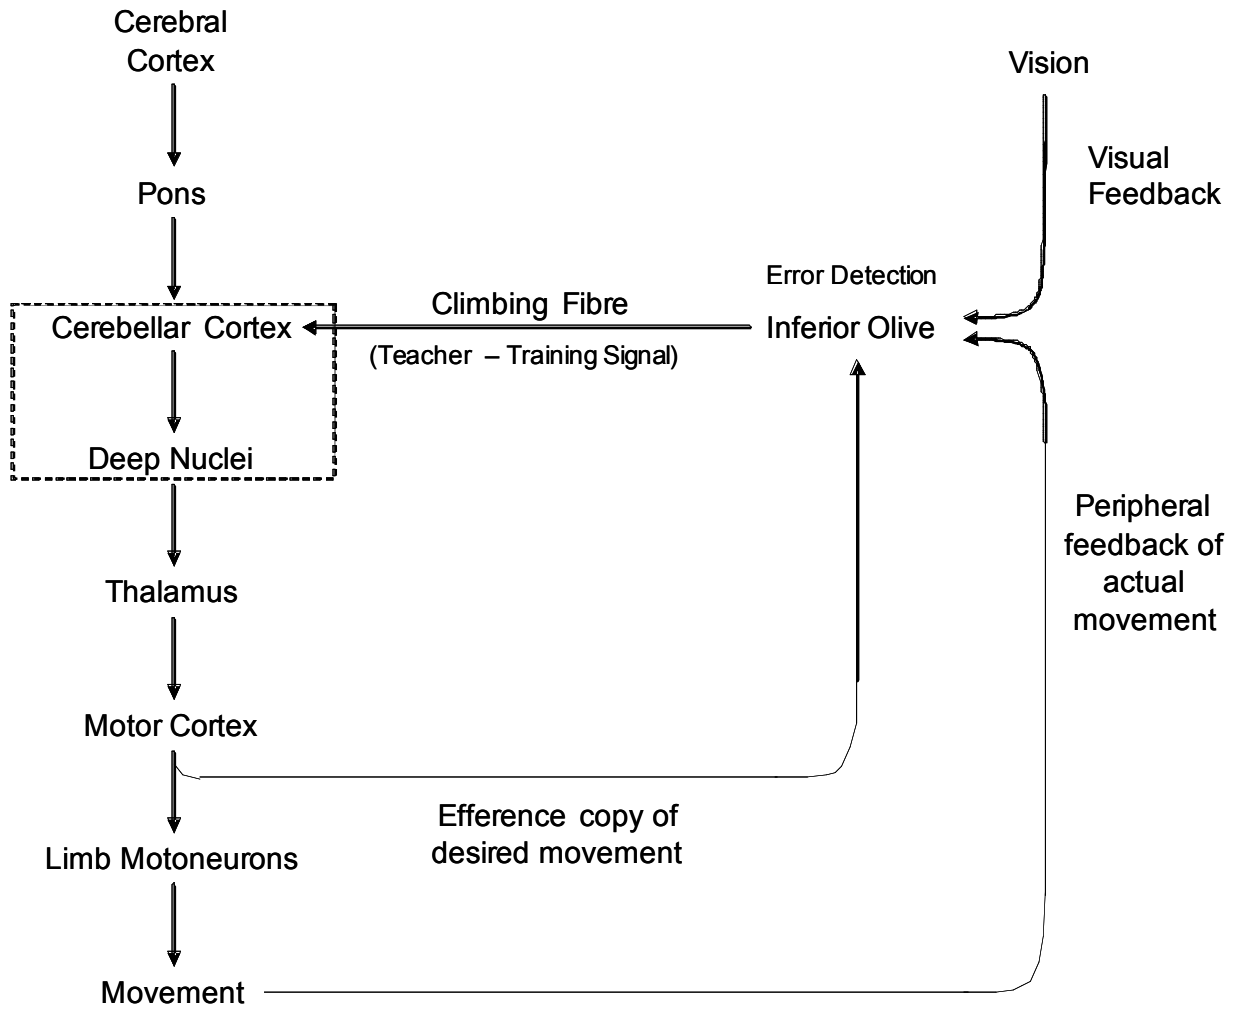 Cerebral
Cortex
Vision
Visual
Feedback
Pons
Error Detection
Climbing Fibre
Cerebellar Cortex
Inferior Olive
(Teacher – Training Signal)
Deep Nuclei
Peripheral
feedback of
actual
movement
Thalamus
Motor Cortex
Efference copy of
desired movement
Limb Motoneurons
Movement